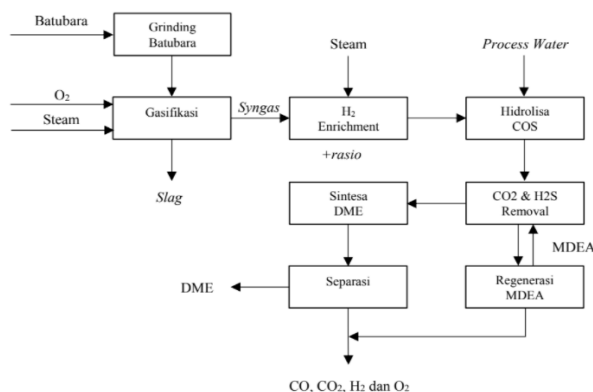 Batubara
Grinding
Batubara
Steam
Process Water
O₂
Steam
Gasifikasi
Syngas
H₂
Enrichment
Hidrolisa
COS
+rasio
Slag
Sintesa
DME
CO2 & H2S
Removal
MDEA
DME
Separasi
Regenerasi
MDEA
CO, CO₂, H₂ dan O₂